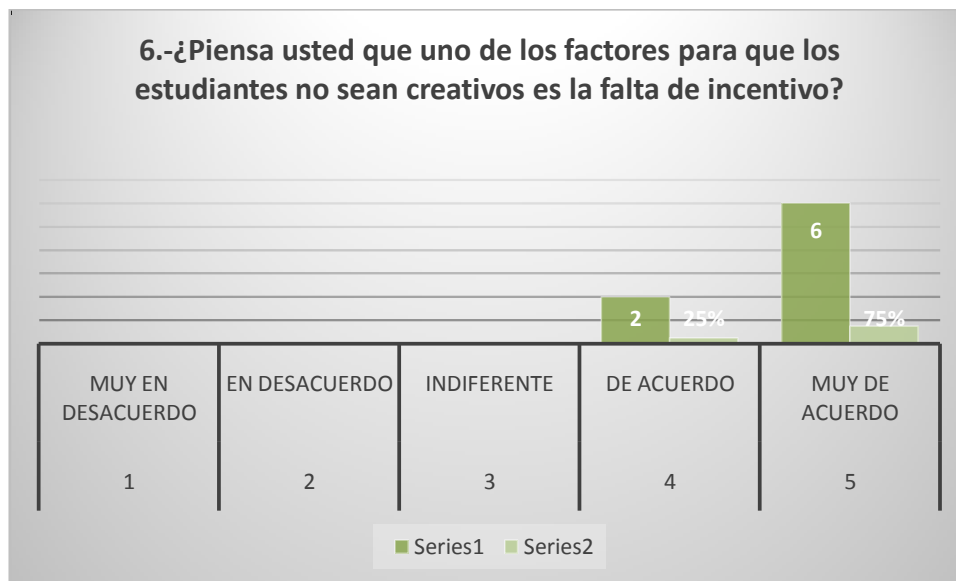 6.-¿Piensa usted que uno de los factores para que los
estudiantes no sean creativos es la falta de incentivo?
2
25%
6
75%
MUY EN
DESACUERDO
EN DESACUERDO
INDIFERENTE
DE ACUERDO
MUY DE
ACUERDO
1
2
3
4
5
Series1
Series2